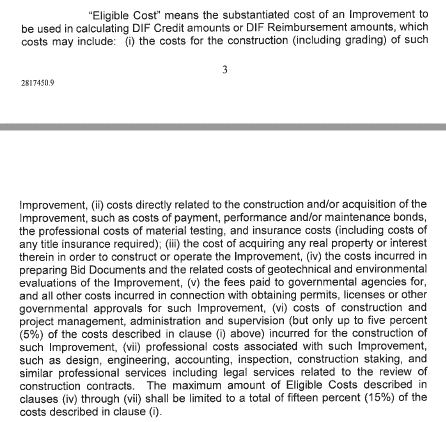 "Eligible Cost" means the substantiated cost of an Improvement to
be used in calculating DIF Credit amounts or DIF Reimbursement amounts, which
costs may include: (i) the costs for the construction (including grading) of such
3
2817450.9
Improvement, (ii) costs directly related to the construction and/or acquisition of the
Improvement, such as costs of payment, performance and/or maintenance bonds,
the professional costs of material testing, and insurance costs (including costs of
any title insurance required); (iii) the cost of acquiring any real property or interest
therein in order to construct or operate the Improvement, (iv) the costs incurred in
preparing Bid Documents and the related costs of geotechnical and environmental
evaluations of the Improvement, (v) the fees paid to governmental agencies for,
and all other costs incurred in connection with obtaining permits, licenses or other
governmental approvals for such Improvement, (vi) costs of construction and
project management, administration and supervision (but only up to five percent
(5%) of the costs described in clause (i) above) incurred for the construction of
such Improvement, (vii) professional costs associated with such Improvement,
such as design, engineering, accounting, inspection, construction staking, and
similar professional services including legal services related to the review of
construction contracts. The maximum amount of Eligible Costs described in
clauses (iv) through (vii) shall be limited to a total of fifteen percent (15%) of the
costs described in clause (i).